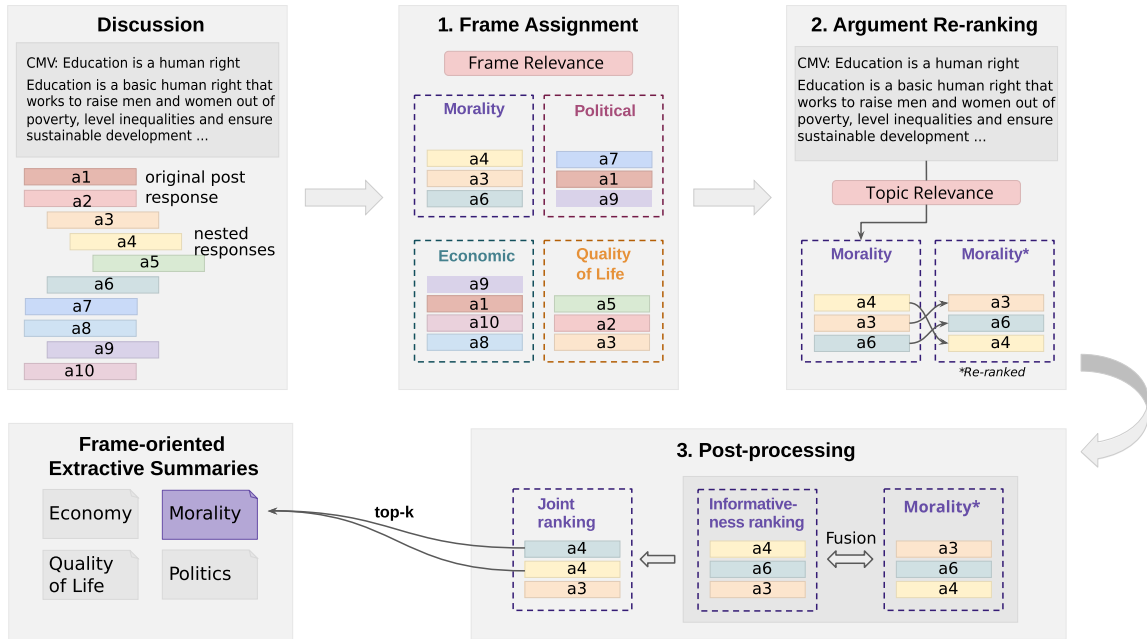 Discussion
CMV: Education is a human right
Education is a basic human right that
works to raise men and women out of
poverty, level inequalities and ensure
sustainable development ...
a1
original post
a2
response
a3
a4
nested
responses
a5
a6
a7
a8
a9
a10
1. Frame Assignment
Frame Relevance
Morality
a4
a3
a6
Political
a7
a1
a9
Economic
a9
a1
a10
a8
Quality
of Life
a5
a2
a3
2. Argument Re-ranking
CMV: Education is a human right
Education is a basic human right that
works to raise men and women out of
poverty, level inequalities and ensure
sustainable development ...
Topic Relevance
Morality
a4
a3
a6
Morality*
a3
a6
a4
*Re-ranked
3. Post-processing
Informative-
ness ranking
a4
a6
a3
Fusion
Morality*
a3
a6
a4
Joint
ranking
a4
a4
a3
top-k
Frame-oriented
Extractive Summaries
Economy
Morality
Quality
of Life
Politics